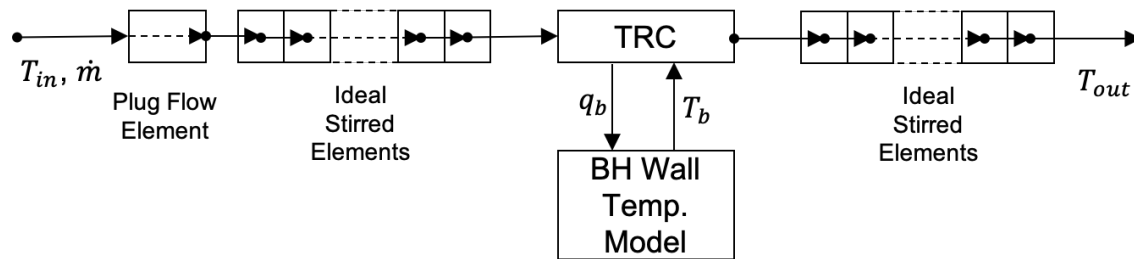 T_in, ṁ
Plug Flow
Element
Ideal
Stirred
Elements
TRC
q_b
T_b
BH Wall
Temp.
Model
Ideal
Stirred
Elements
T_out